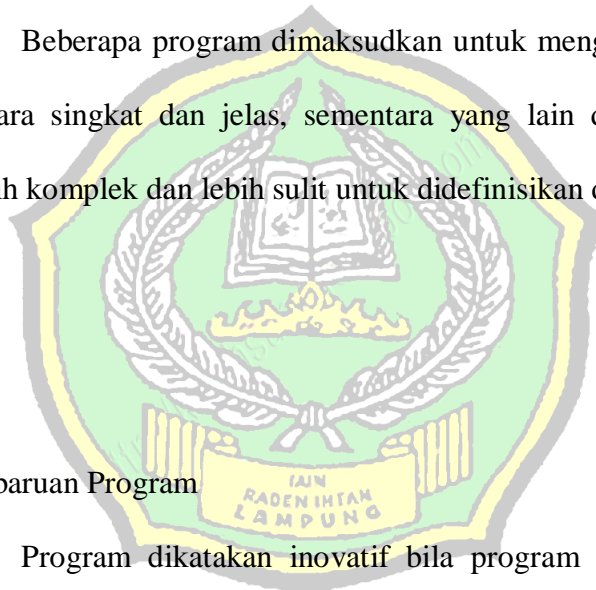 Beberapa program dimaksudkan untuk meng
ara singkat dan jelas, sementara yang lain
h komplek dan lebih sulit untuk didefinisikan
IAIN
RADEN INTAN
LAMPUNG
baruan Program
Program dikatakan inovatif bila program